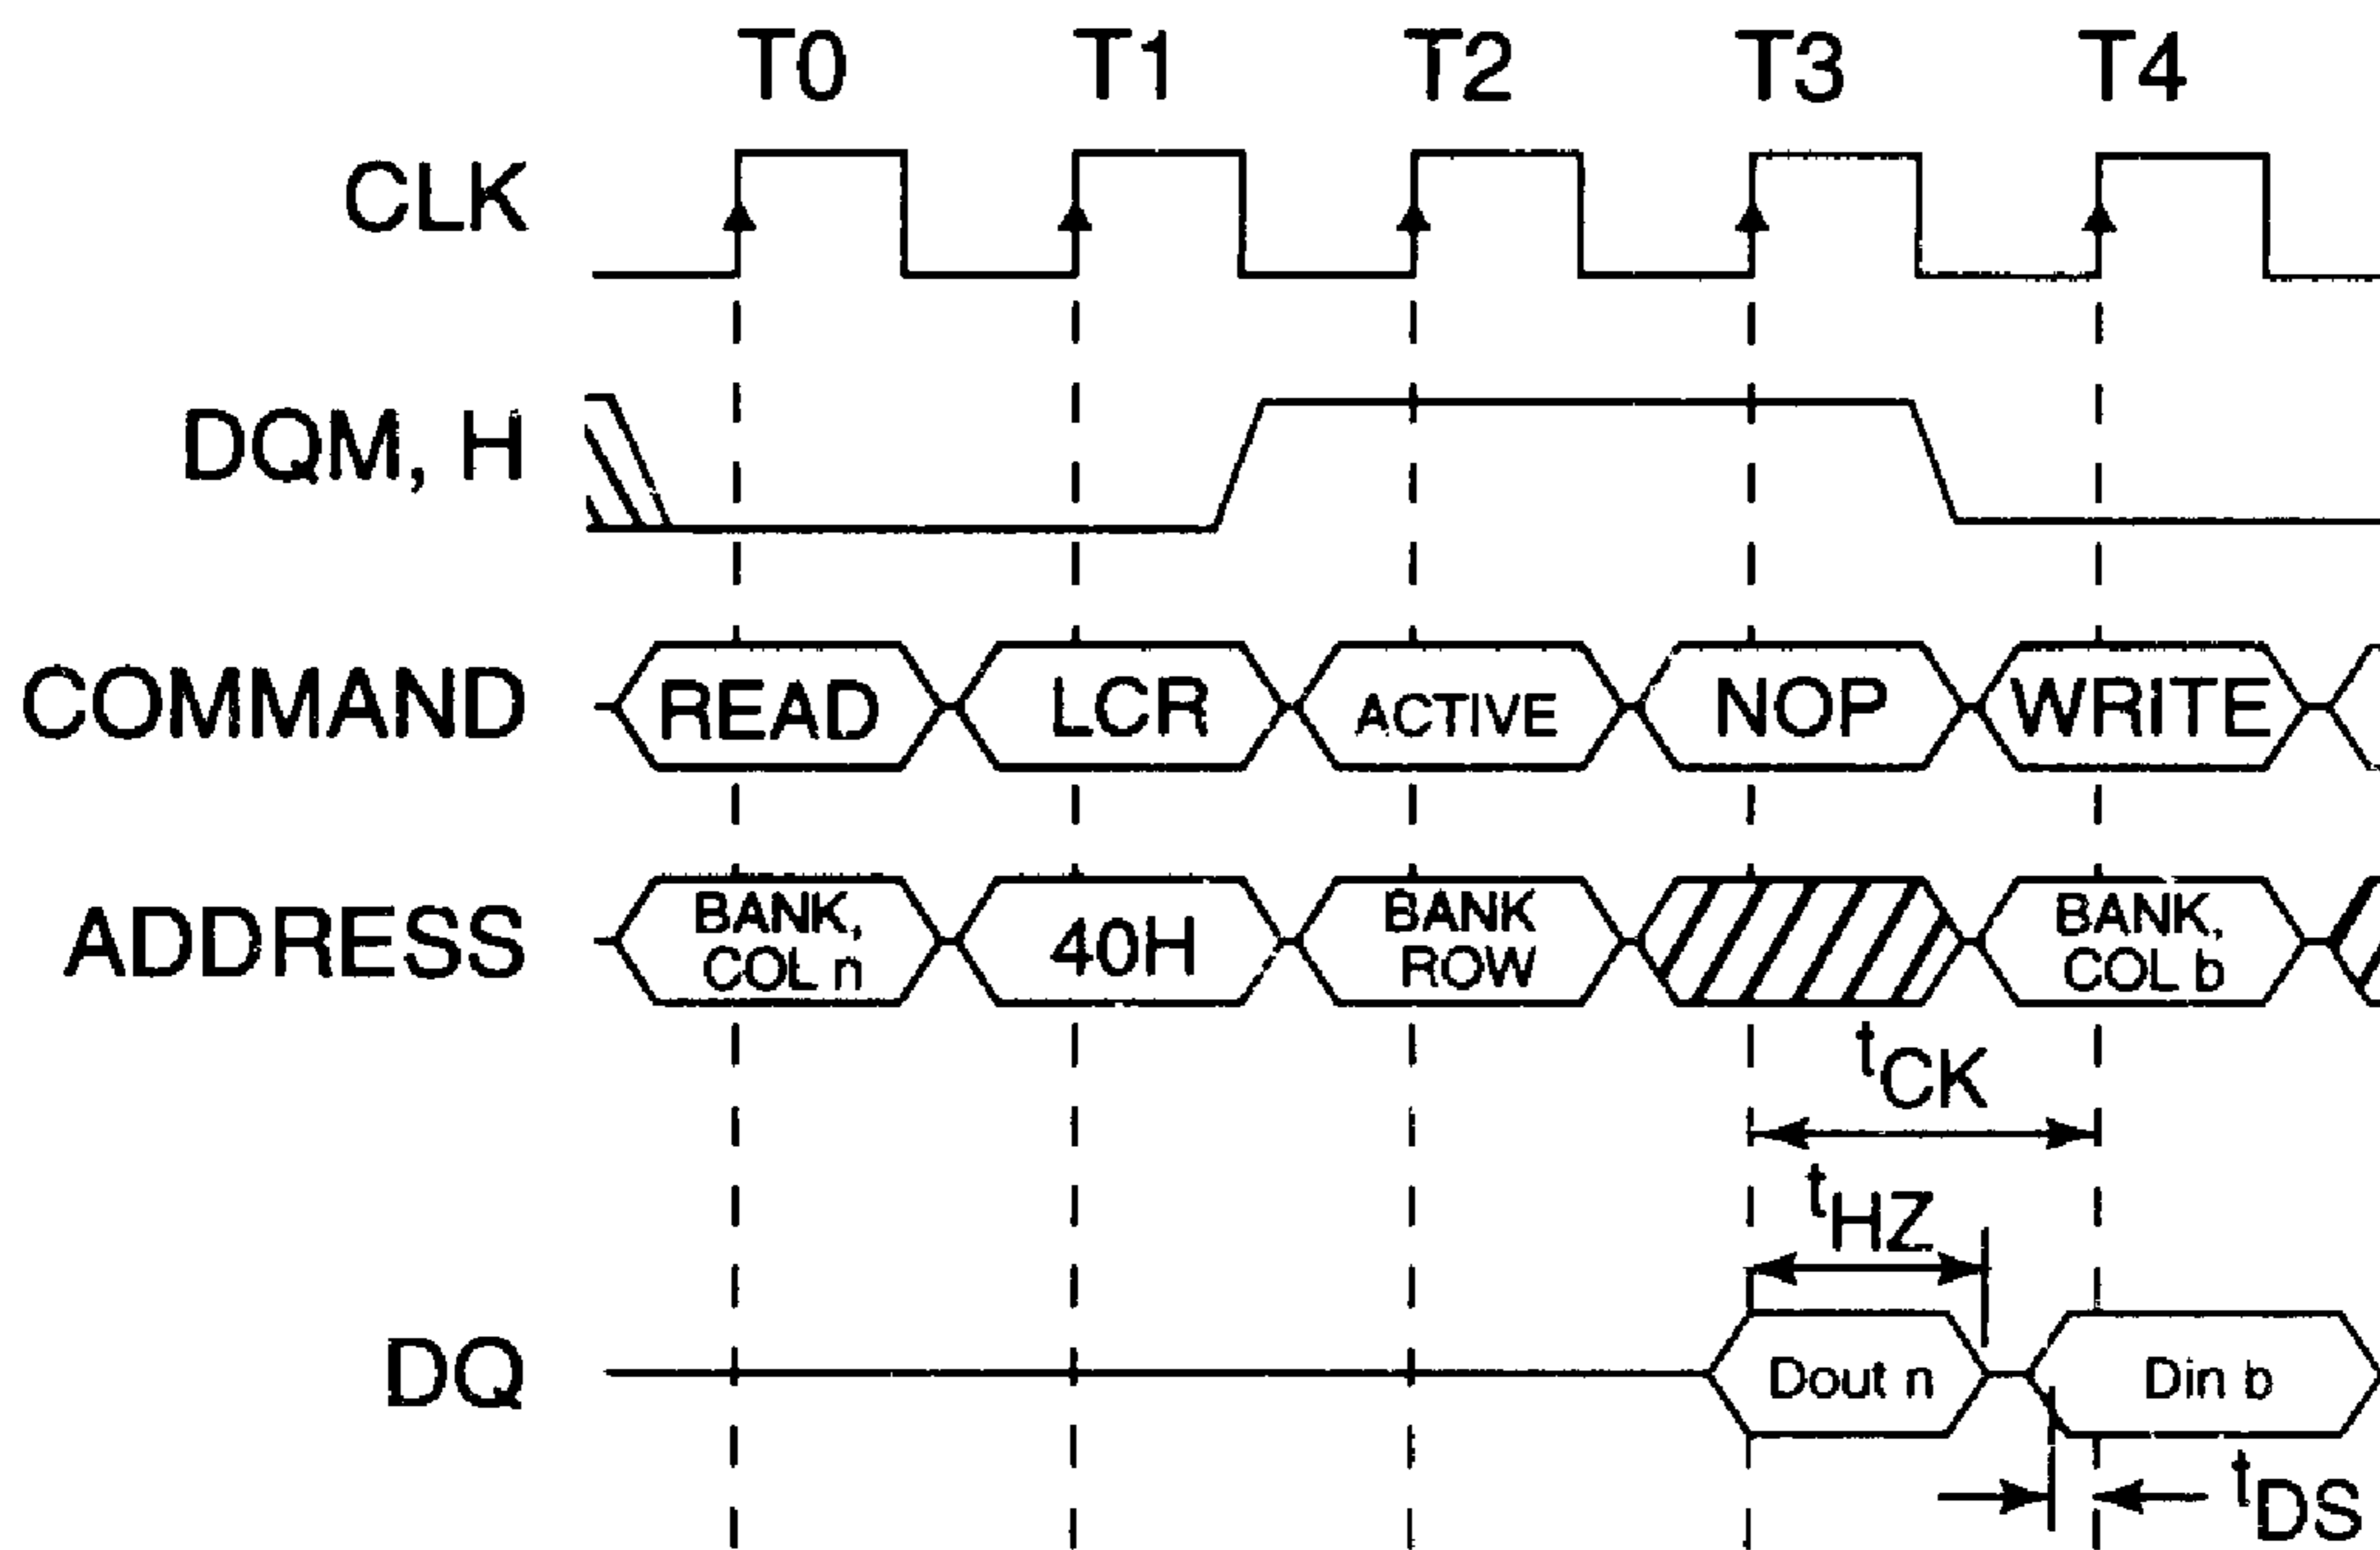 T0 T1 T2 T3 T4
CLK
DQM, H
COMMAND READ LCR ACTIVE NOP WRITE
ADDRESS BANK, COL n 40H BANK ROW BANK, COL b
tCK
tHZ
DQ Dout n Din b
tDS